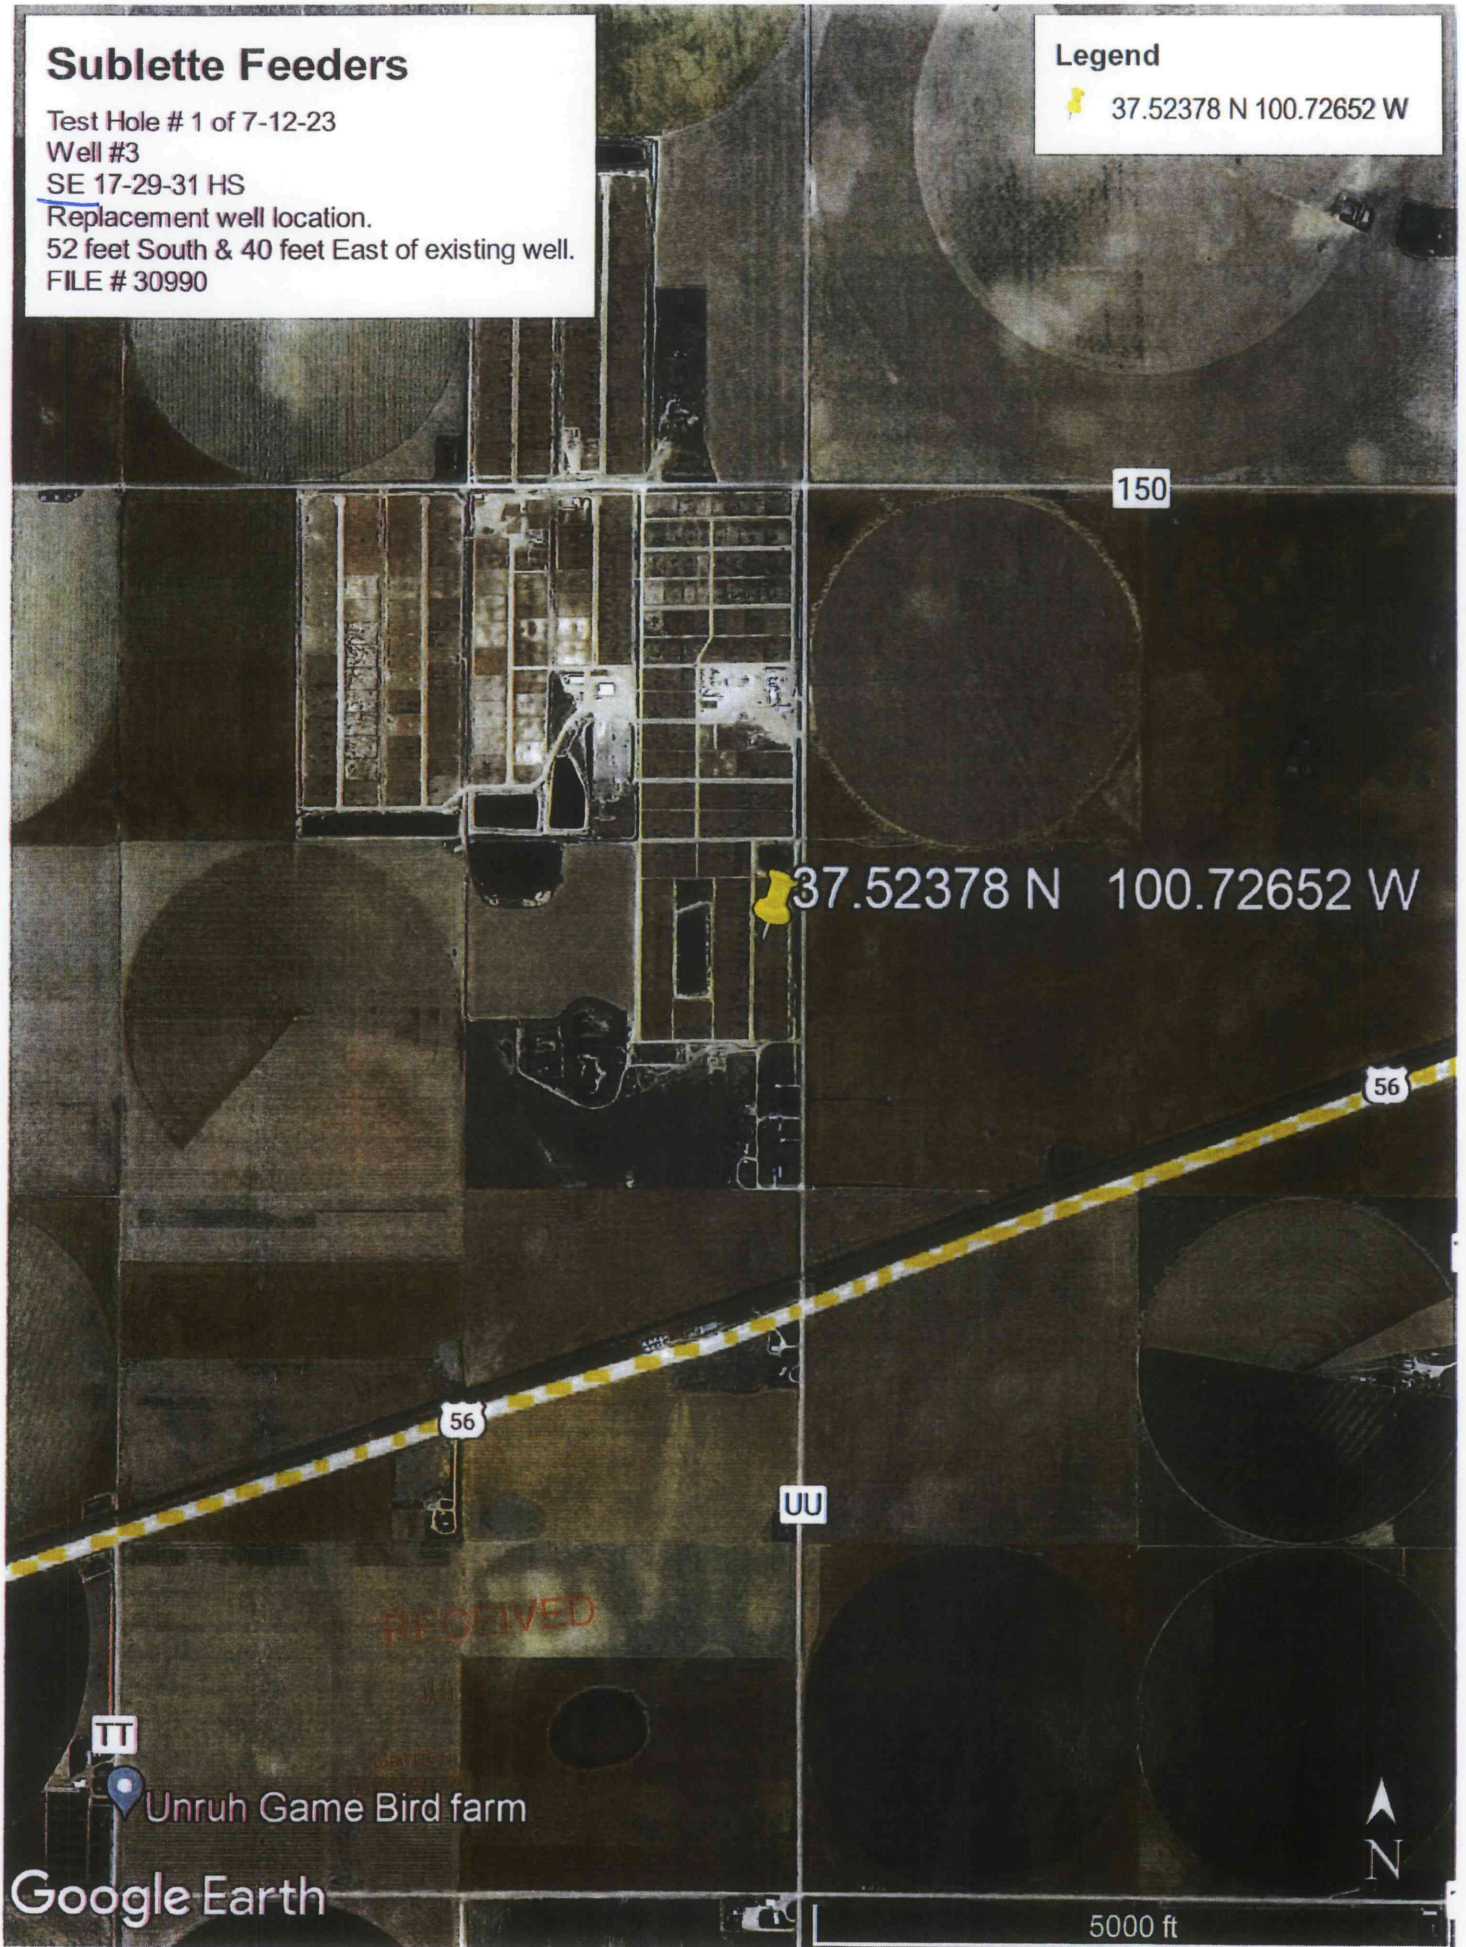 Sublette Feeders
Test Hole # 1 of 7-12-23
Well #3
SE 17-29-31 HS
Replacement well location.
52 feet South & 40 feet East of existing well.
FILE # 30990
Legend
37.52378 N 100.72652 W
150
37.52378 N 100.72652 W
56
56
UU
RECEIVED
TT
Unruh Game Bird farm
N
Google Earth
5000 ft